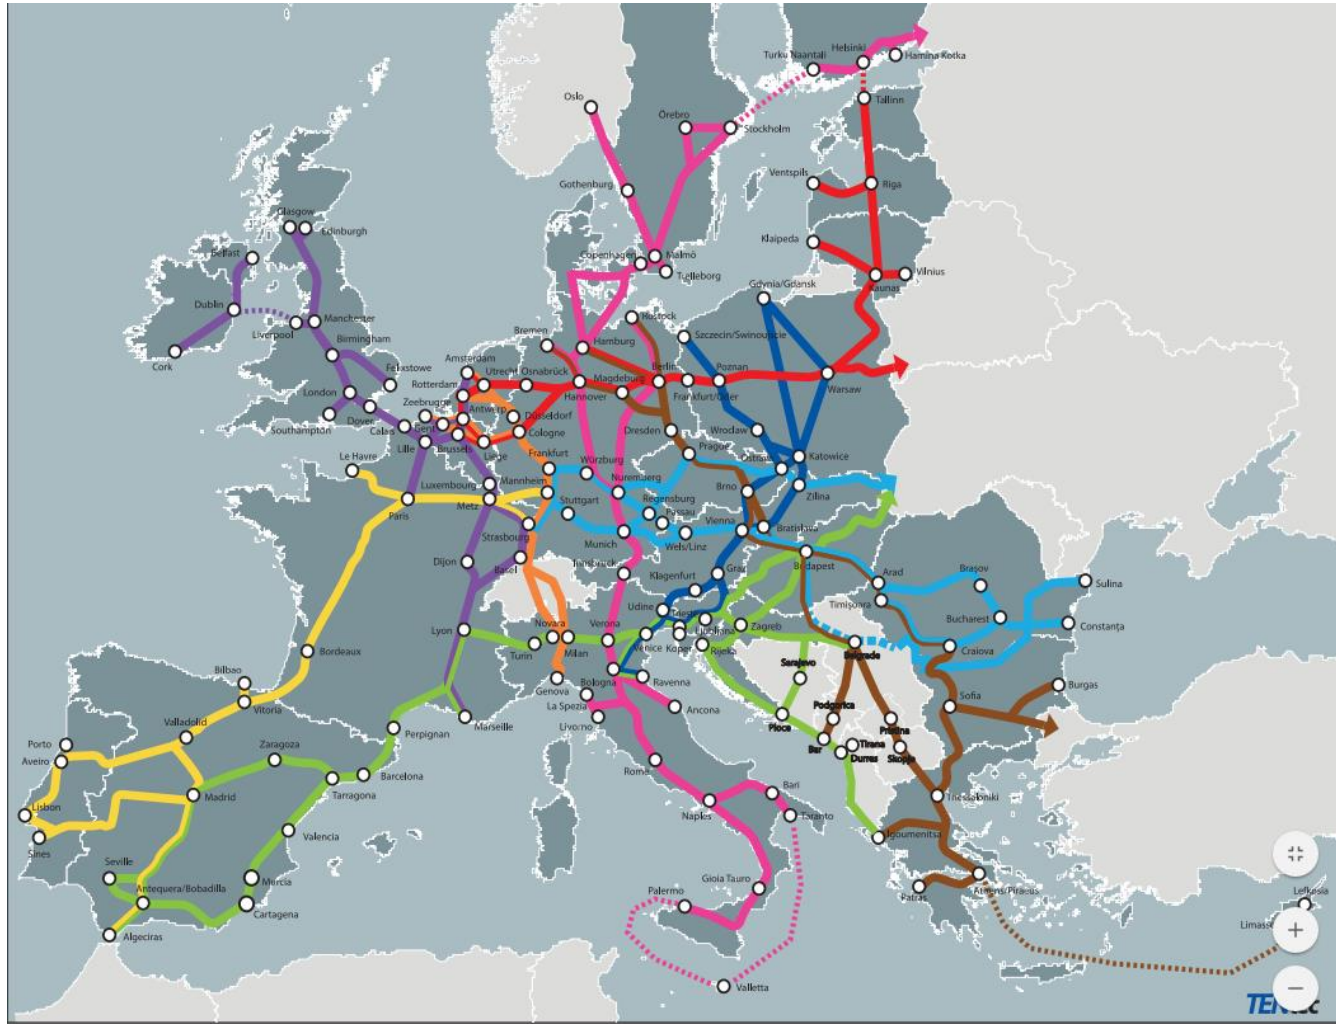 Helsinki
Turku Naantali
Hamina Kotka
Oslo
Tallinn
Örebro
Stockholm
Ventspils
Riga
Gothenburg
Glasgow
Edinburgh
Klaipeda
Belfast
Copenhagen
Malmö
Trelleborg
Vilnius
Kaunas
Gdynia/Gdansk
Dublin
Liverpool
Manchester
Rostock
Bremen
Szczecin/Swinoujscie
Birmingham
Hamburg
Cork
Amsterdam
Felixstowe
Utrecht
Osnabrück
Magdeburg
Berlin
Poznan
Rotterdam
Warsaw
London
Hannover
Frankfurt/Oder
Zeebrugge
Antwerp
Düsseldorf
Southampton
Dover
Gent
Calais
Cologne
Dresden
Wroclaw
Lille
Brussels
Liège
Prague
Ostrava
Katowice
Le Havre
Frankfurt
Würzburg
Luxembourg
Mannheim
Nuremberg
Brno
Zilina
Metz
Stuttgart
Regensburg
Paris
Passau
Vienna
Bratislava
Strasbourg
Munich
Wels/Linz
Dijon
Basel
Innsbruck
Klagenfurt
Graz
Budapest
Arad
Brașov
Sulina
Timișoara
Udine
Trieste
Bucharest
Constanța
Lyon
Novara
Verona
Ljubljana
Zagreb
Turin
Milan
Venice
Koper
Rijeka
Belgrade
Craiova
Bordeaux
Bilbao
Genova
Bologna
Ravenna
Sarajevo
Burgas
Vitoria
La Spezia
Sofia
Valladolid
Marseille
Livorno
Ancona
Ploce
Podgorica
Perpignan
Pristina
Porto
Zaragoza
Bar
Tirana
Skopje
Aveiro
Durres
Rome
Barcelona
Madrid
Tarragona
Bari
Thessaloniki
Lisbon
Naples
Taranto
Valencia
Igoumenitsa
Sines
Seville
Murcia
Gioia Tauro
Antequera/Bobadilla
Palermo
Patras
Athens/Piraeus
Lefkosia
Cartagena
Algeciras
Valletta